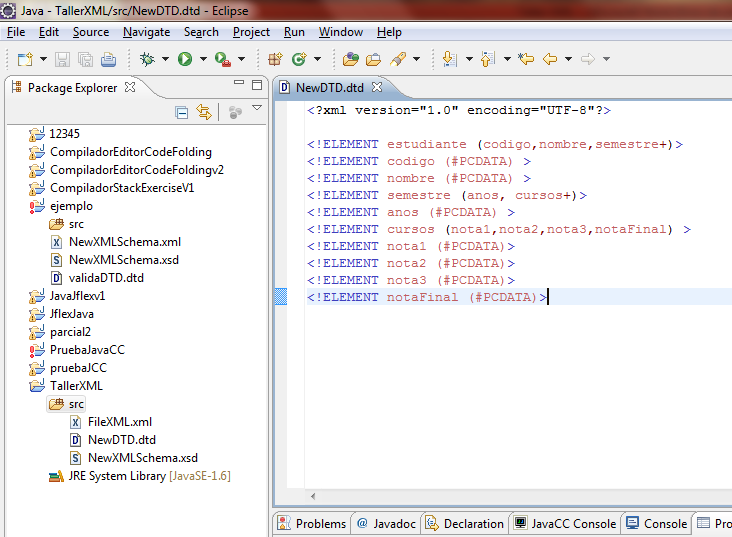 Java - TallerXML/src/NewDTD.dtd - Eclipse
File Edit Source Navigate Search Project Run Window Help
Package Explorer
12345
CompiladorEditorCodeFolding
CompiladorEditorCodeFoldingv2
CompiladorStackExerciseV1
ejemplo
src
NewXMLSchema.xml
NewXMLSchema.xsd
validaDTD.dtd
JavaJflexv1
JflexJava
parcial2
PruebaJavaCC
pruebaJCC
TallerXML
src
FileXML.xml
NewDTD.dtd
NewXMLSchema.xsd
JRE System Library [JavaSE-1.6]
NewDTD.dtd
<?xml version="1.0" encoding="UTF-8"?>
<!ELEMENT estudiante (codigo,nombre,semestre+)>
<!ELEMENT codigo (#PCDATA) >
<!ELEMENT nombre (#PCDATA) >
<!ELEMENT semestre (anos, cursos+)>
<!ELEMENT anos (#PCDATA) >
<!ELEMENT cursos (nota1,nota2,nota3,notaFinal) >
<!ELEMENT nota1 (#PCDATA)>
<!ELEMENT nota2 (#PCDATA)>
<!ELEMENT nota3 (#PCDATA)>
<!ELEMENT notaFinal (#PCDATA)>
Problems Javadoc Declaration JavaCC Console Console Pro